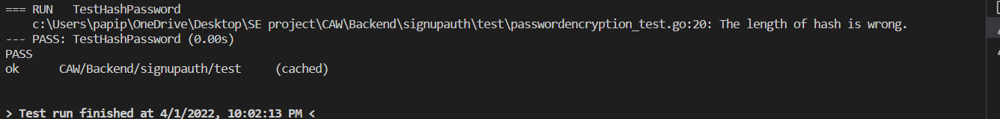 === RUN   TestHashPassword
    c:\Users\papip\OneDrive\Desktop\SE project\CAW\Backend\signupauth\test\passwordencryption_test.go:20: The length of hash is wrong.
--- PASS: TestHashPassword (0.00s)
PASS
ok      CAW/Backend/signupauth/test     (cached)
> Test run finished at 4/1/2022, 10:02:13 PM <